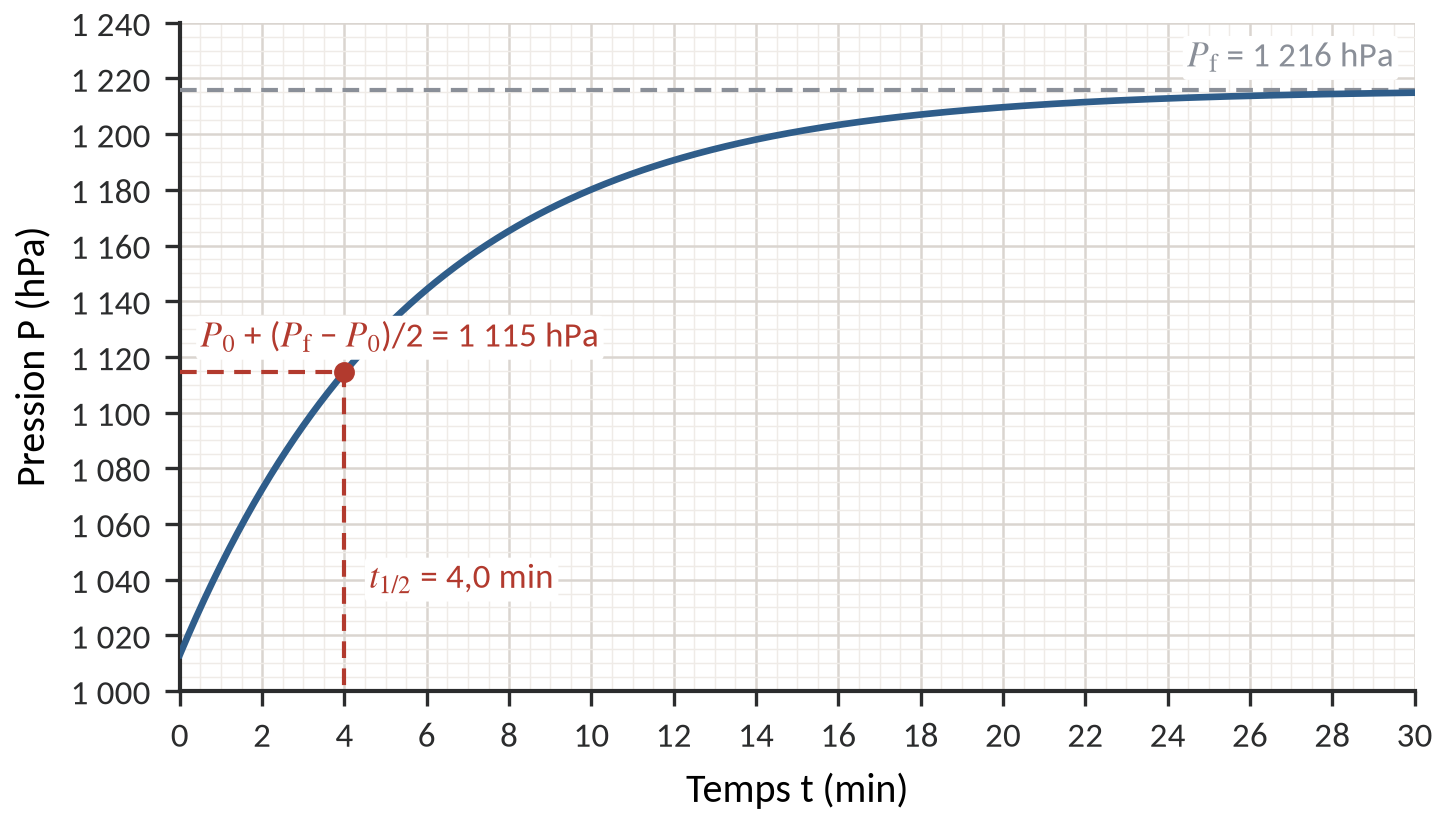 1 240
1 220
1 200
1 180
1 160
1 140
1 120
1 100
1 080
1 060
1 040
1 020
1 000
Pression P (hPa)
P_f = 1 216 hPa
P_0 + (P_f − P_0)/2 = 1 115 hPa
t_{1/2} = 4,0 min
0 2 4 6 8 10 12 14 16 18 20 22 24 26 28 30
Temps t (min)